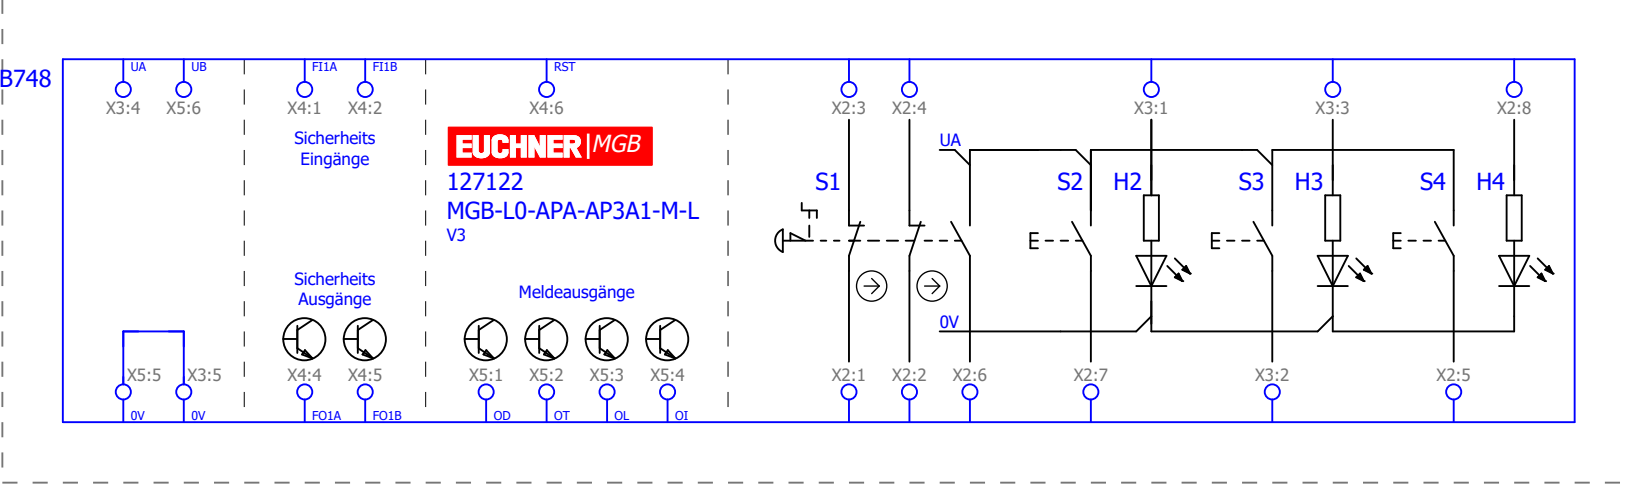 UA UB FI1A FI1B RST
B748
X3:4 X5:6 X4:1 X4:2 X4:6 X2:3 X2:4 X3:1 X3:3 X2:8
Sicherheits
Eingänge
EUCHNER MGB
127122
MGB-L0-APA-AP3A1-M-L
V3
UA
S1 S2 H2 S3 H3 S4 H4
Sicherheits
Ausgänge
Meldeausgänge
0V
X5:5 X3:5 X4:4 X4:5 X5:1 X5:2 X5:3 X5:4 X2:1 X2:2 X2:6 X2:7 X3:2 X2:5
0V 0V FO1A FO1B OD OT OL OI